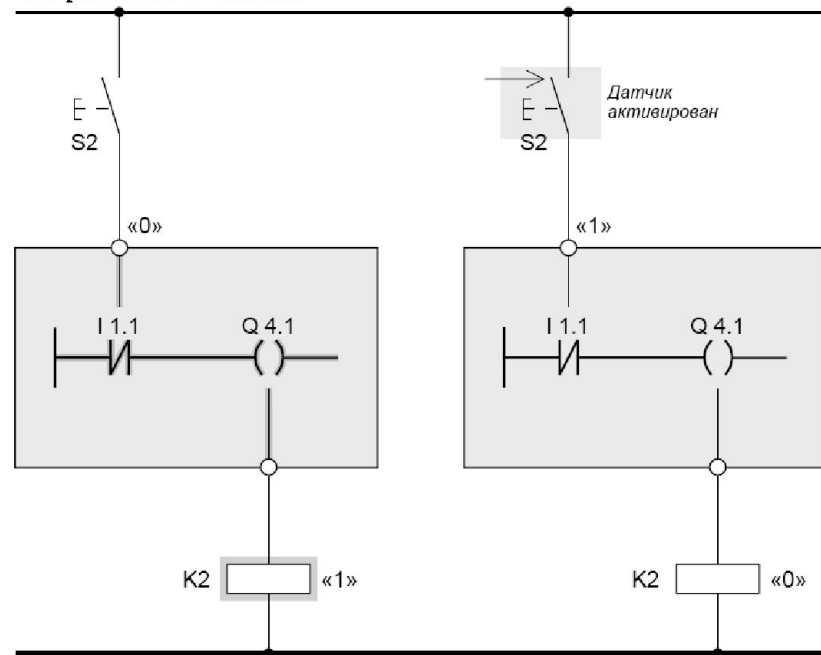 Датчик
активирован
S2
S2
«0»
«1»
I 1.1
Q 4.1
I 1.1
Q 4.1
K2
«1»
K2
«0»